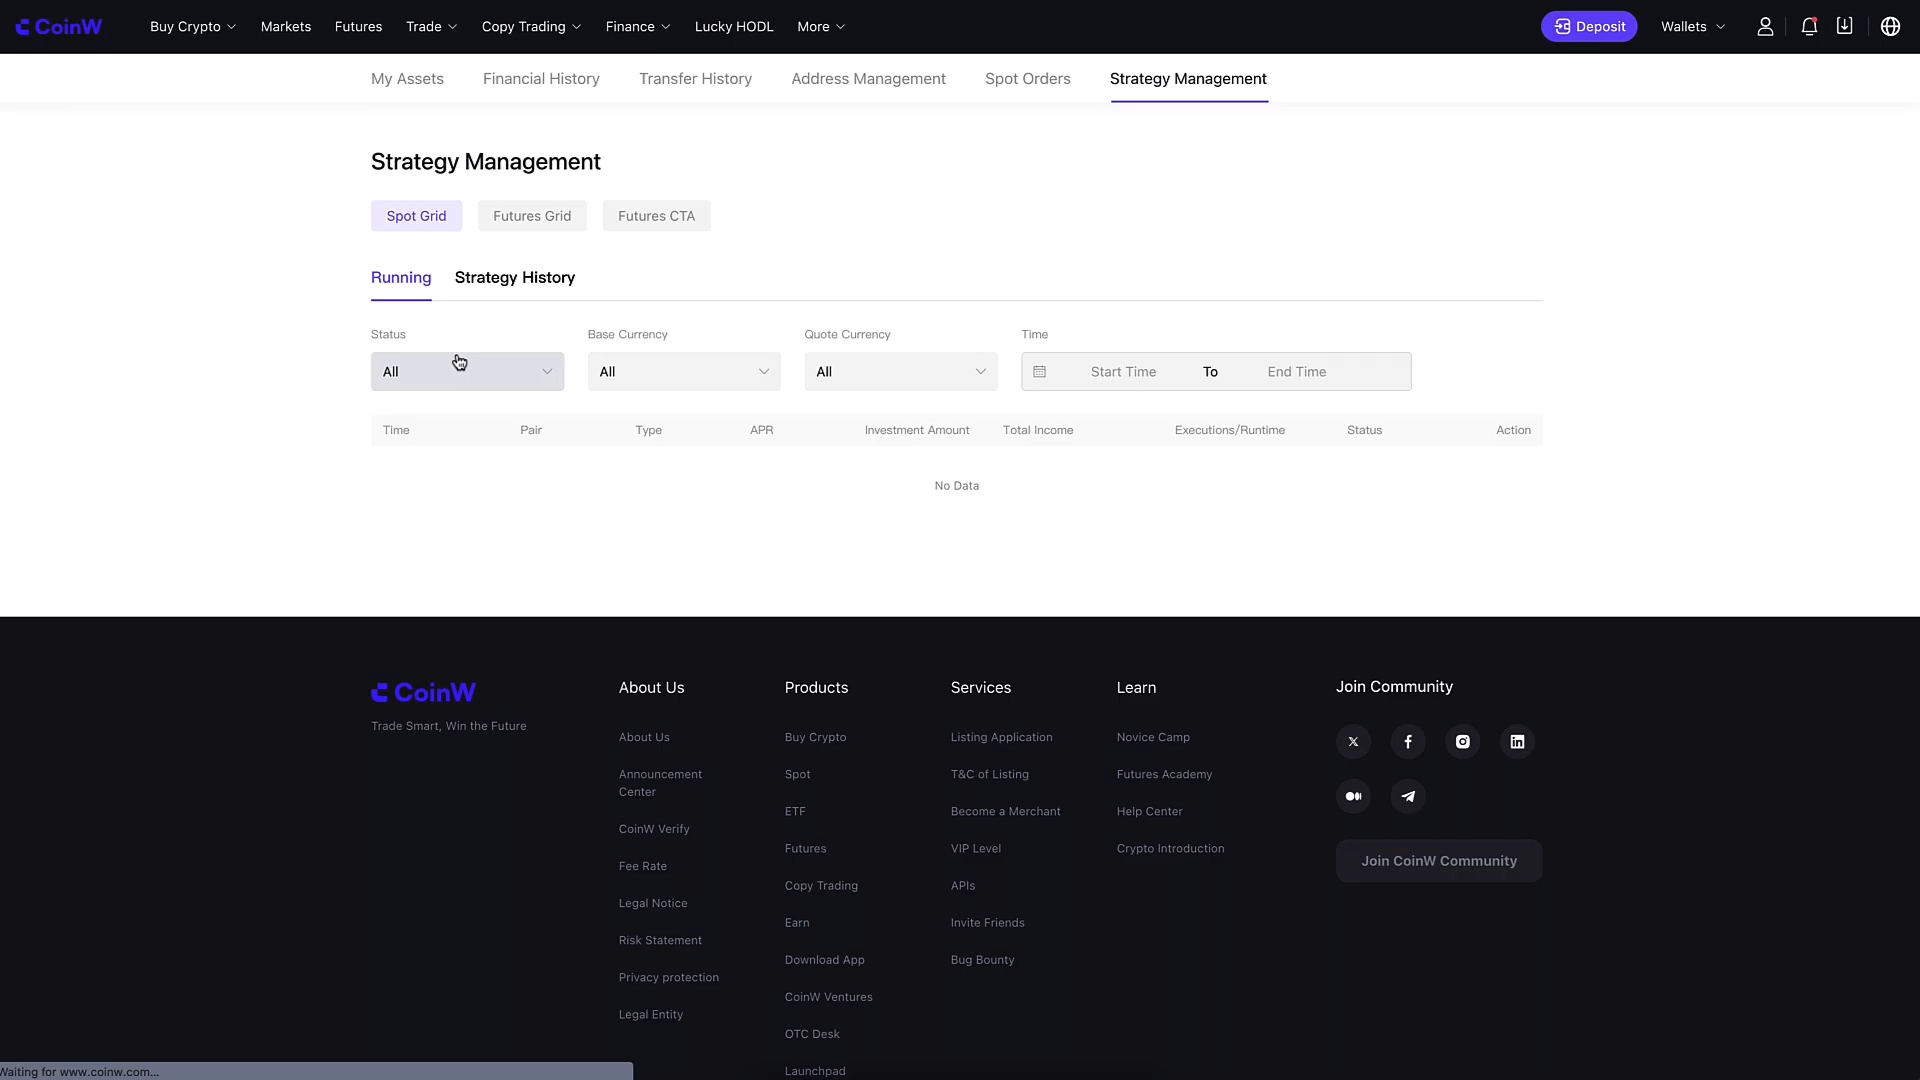 CoinW Buy Crypto Markets Futures Trade Copy Trading Finance Lucky HODL More Deposit Wallets
My Assets Financial History Transfer History Address Management Spot Orders Strategy Management
Strategy Management
Spot Grid Futures Grid Futures CTA
Running Strategy History
Status Base Currency Quote Currency Time
All All All Start Time To End Time
Time Pair Type APR Investment Amount Total Income Executions/Runtime Status Action
No Data
CoinW
Trade Smart, Win the Future
About Us
About Us
Announcement
Center
CoinW Verify
Fee Rate
Legal Notice
Risk Statement
Privacy protection
Legal Entity
Products
Buy Crypto
Spot
ETF
Futures
Copy Trading
Earn
Download App
CoinW Ventures
OTC Desk
Launchpad
Services
Listing Application
T&C of Listing
Become a Merchant
VIP Level
APIs
Invite Friends
Bug Bounty
Learn
Novice Camp
Futures Academy
Help Center
Crypto Introduction
Join Community
Join CoinW Community
Waiting for www.coinw.com...